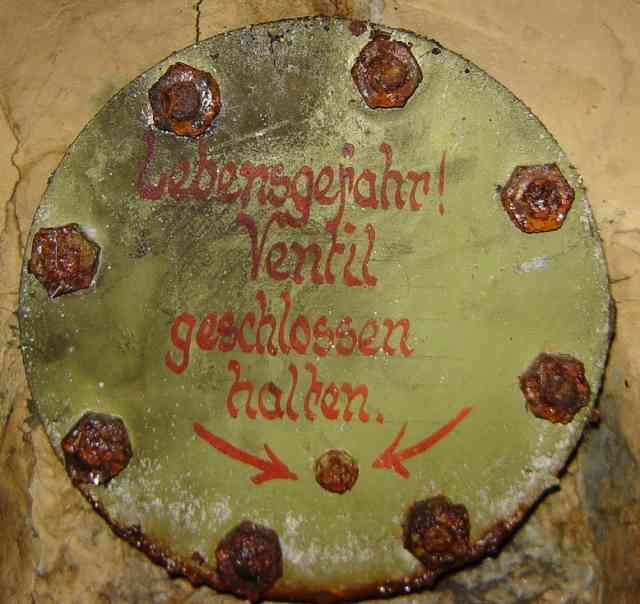 Lebensgefahr!
Ventil
geschlossen
halten.